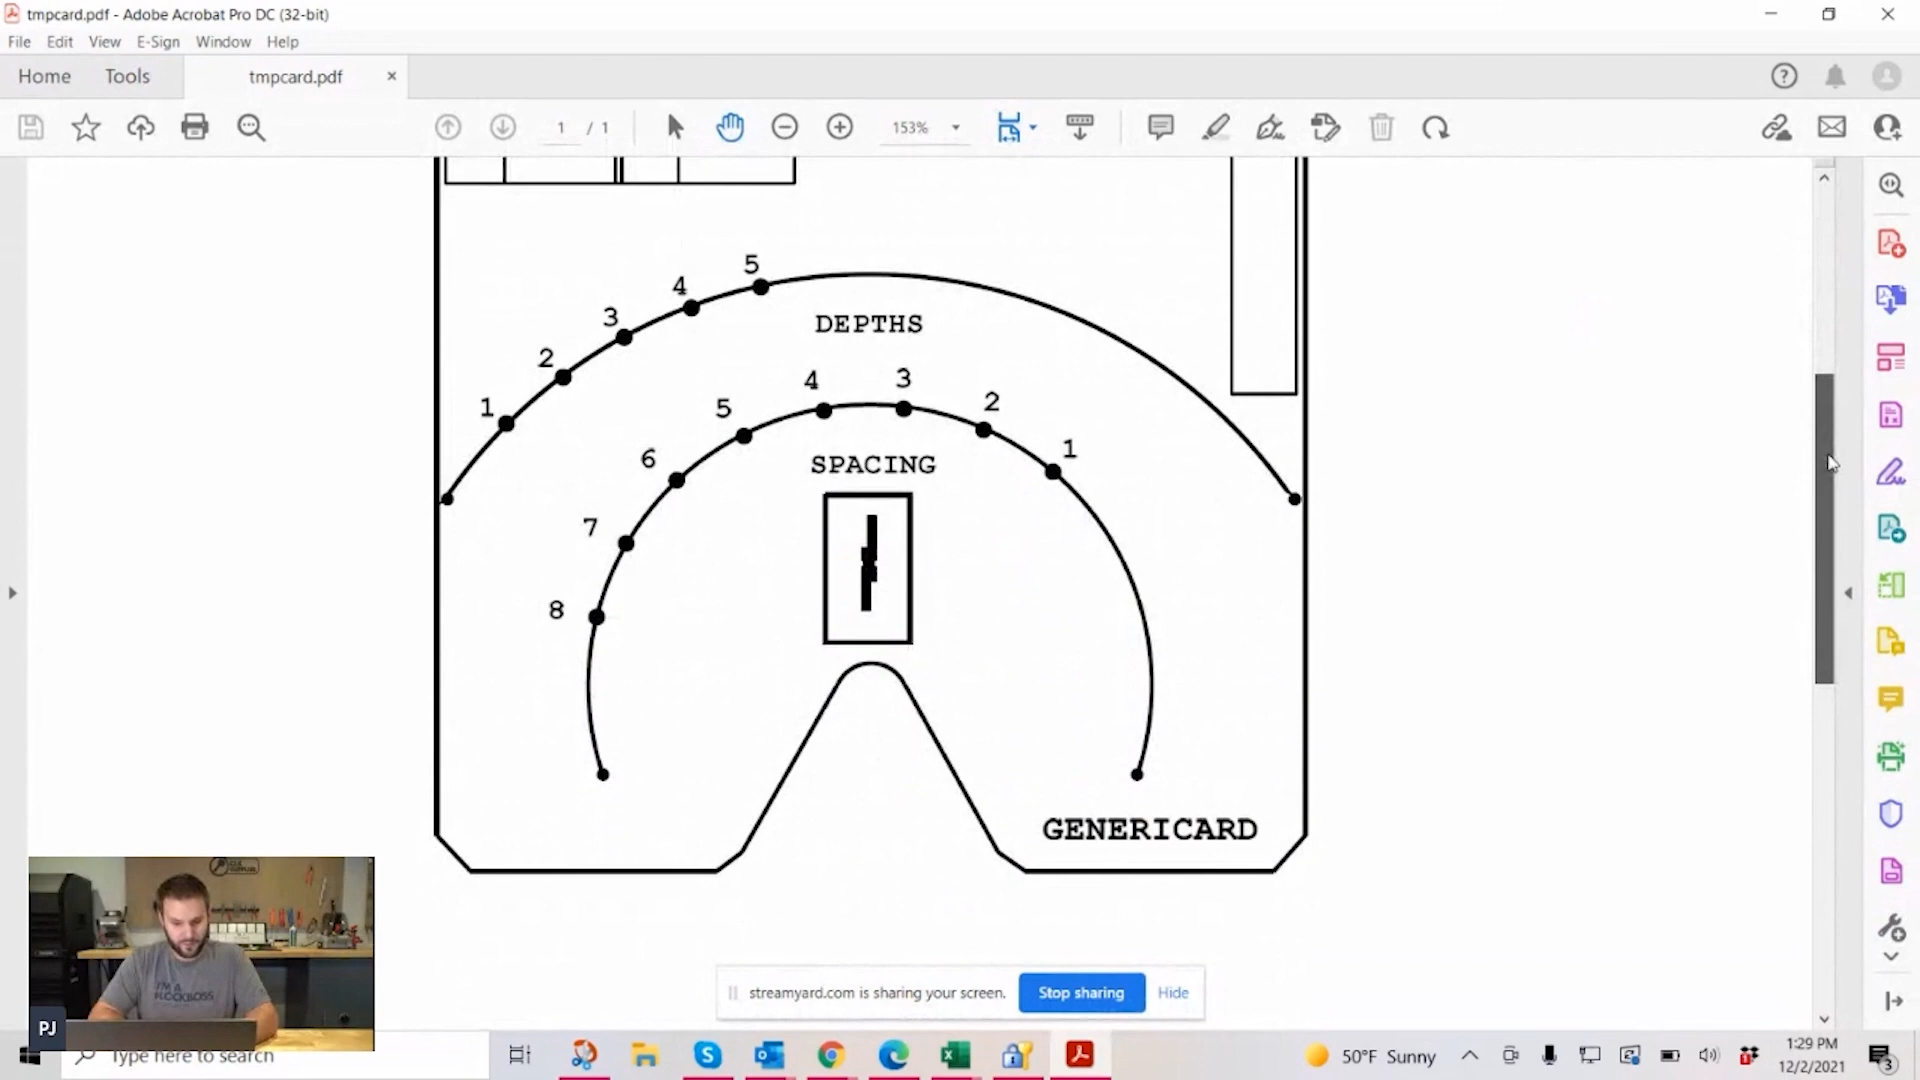 tmpcard.pdf - Adobe Acrobat Pro DC (32-bit)
File Edit View E-Sign Window Help
Home Tools tmpcard.pdf ×
1 / 1 153%
5
4
3
2
1
DEPTHS
4 3
5 2
6 1
SPACING
7
8
GENERICARD
I'M A
PJ
streamyard.com is sharing your screen. Stop sharing Hide
Type here to search
50°F Sunny
1:29 PM
12/2/2021
3